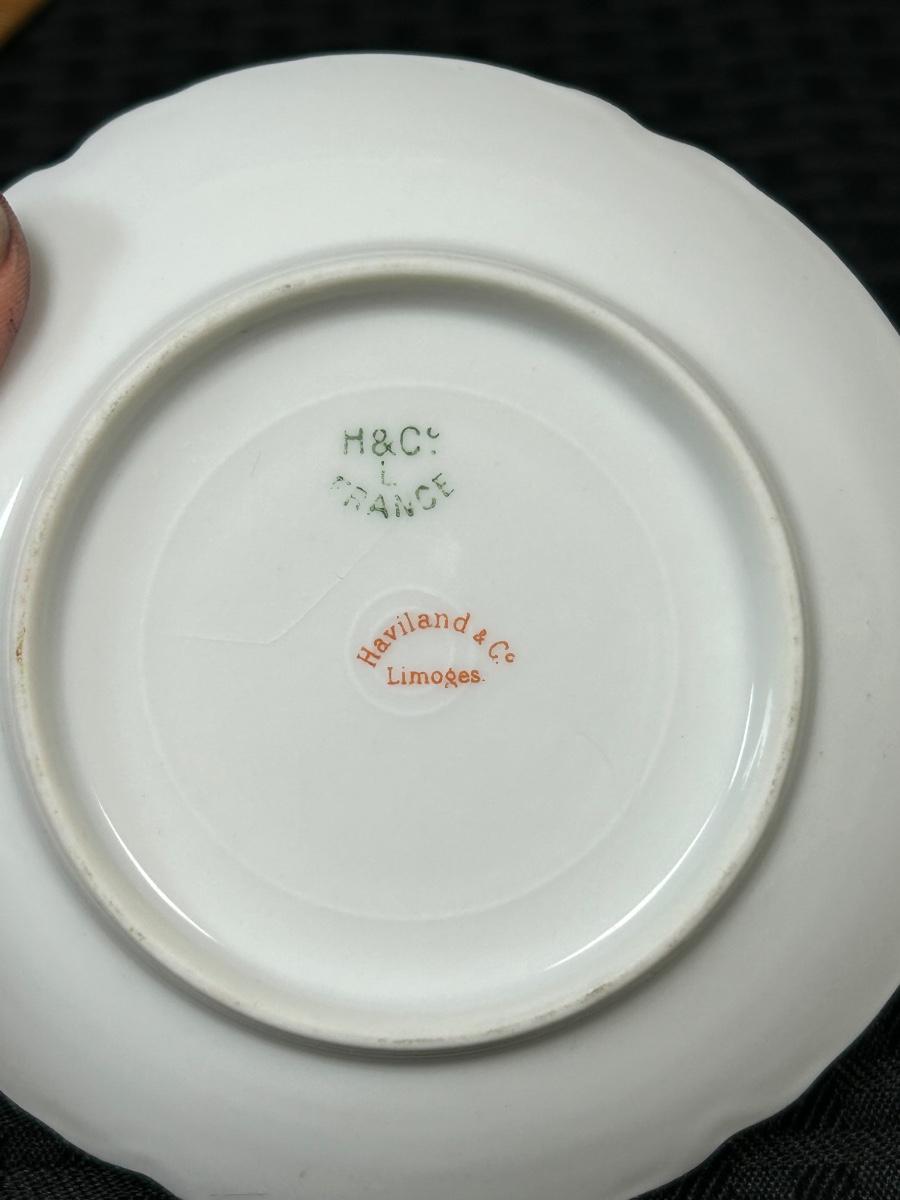 H&Co
L
FRANCE
Haviland & Co
Limoges.